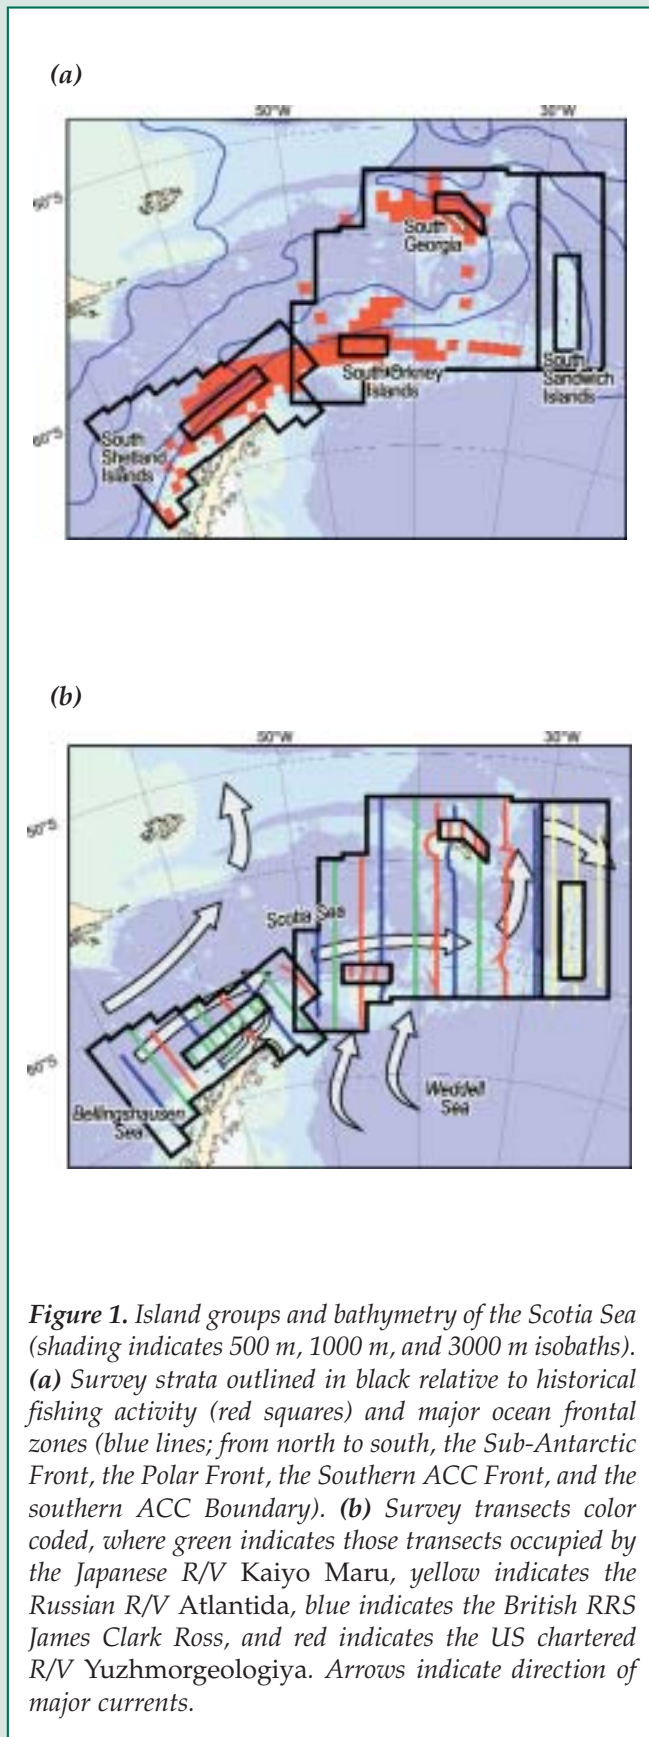 (a)
50°W 30°W
50°S
South
Georgia
South Orkney
Islands
South
Sandwich
Islands
60°S
South
Shetland
Islands
(b)
50°W 30°W
50°S
Scotia Sea
60°S
Weddell
Sea
Bellingshausen
Sea
Figure 1. Island groups and bathymetry of the Scotia Sea
(shading indicates 500 m, 1000 m, and 3000 m isobaths).
(a) Survey strata outlined in black relative to historical
fishing activity (red squares) and major ocean frontal
zones (blue lines; from north to south, the Sub-Antarctic
Front, the Polar Front, the Southern ACC Front, and the
southern ACC Boundary). (b) Survey transects color
coded, where green indicates those transects occupied by
the Japanese R/V Kaiyo Maru, yellow indicates the
Russian R/V Atlantida, blue indicates the British RRS
James Clark Ross, and red indicates the US chartered
R/V Yuzhmorgeologiya. Arrows indicate direction of
major currents.